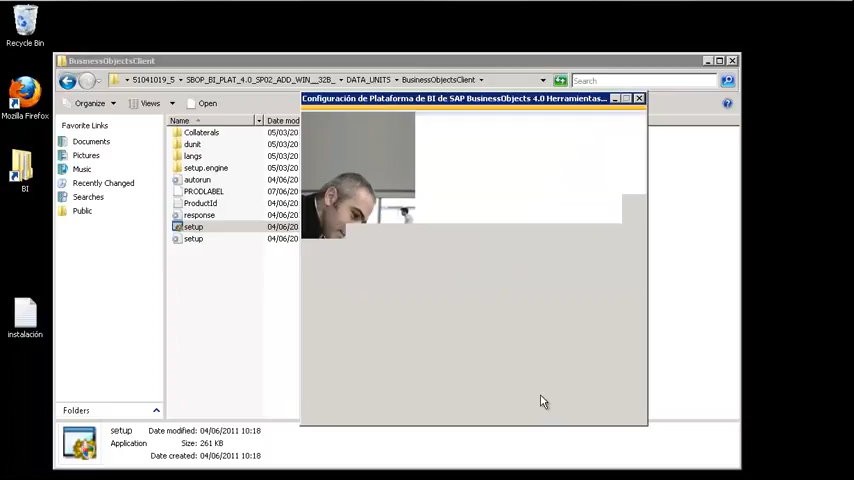 Recycle Bin
Mozilla Firefox
BI
instalación
BusinessObjectsClient
51041019_5 SBOP_BI_PLAT_4.0_SP02_ADD_WIN__32B_ DATA_UNITS BusinessObjectsClient
Search
Organize Views Open
Favorite Links
Documents
Pictures
Music
Recently Changed
Searches
Public
Folders
Name Date mod
Collaterals 05/03/20
dunit 05/03/20
langs 05/03/20
setup.engine 05/03/20
autorun 04/06/20
PRODLABEL 07/06/20
ProductId 04/06/20
response 04/06/20
setup 04/06/20
setup 04/06/20
Configuración de Plataforma de BI de SAP BusinessObjects 4.0 Herramientas...
setup Date modified: 04/06/2011 10:18
Application Size: 261 KB
Date created: 04/06/2011 10:18